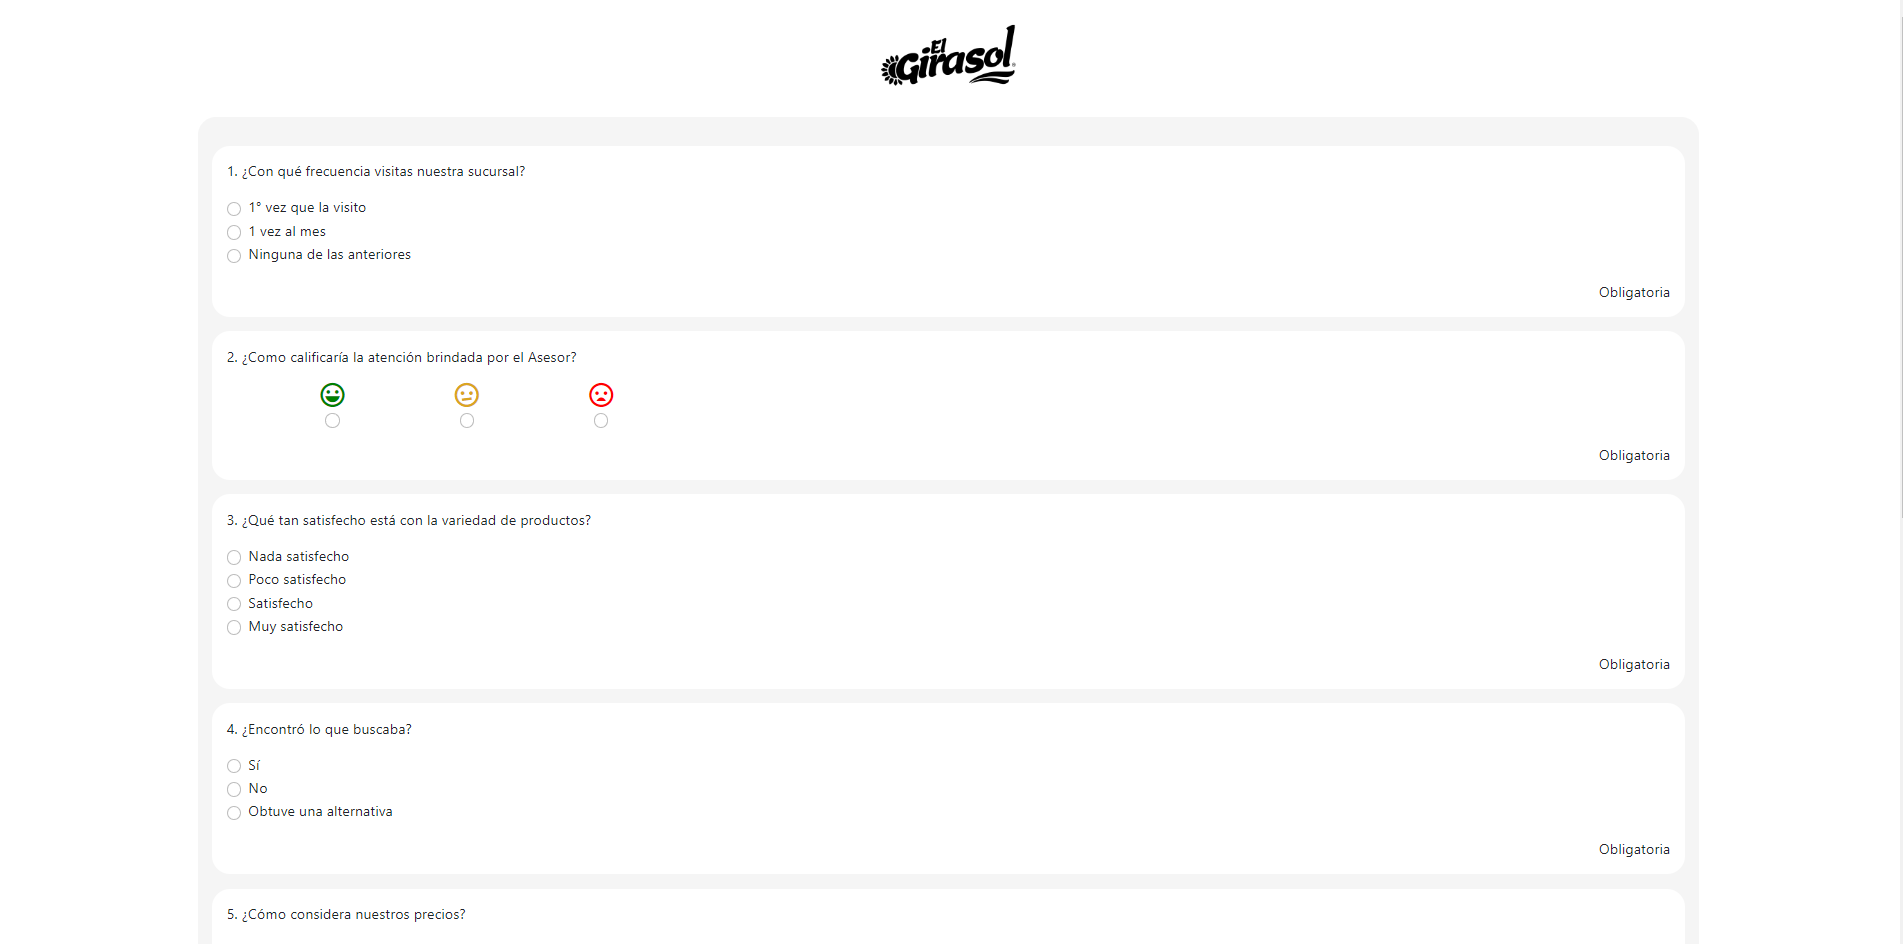 El
Girasol
1. ¿Con qué frecuencia visitas nuestra sucursal?
1° vez que la visito
1 vez al mes
Ninguna de las anteriores
Obligatoria
2. ¿Como calificaría la atención brindada por el Asesor?
Obligatoria
3. ¿Qué tan satisfecho está con la variedad de productos?
Nada satisfecho
Poco satisfecho
Satisfecho
Muy satisfecho
Obligatoria
4. ¿Encontró lo que buscaba?
Sí
No
Obtuve una alternativa
Obligatoria
5. ¿Cómo considera nuestros precios?